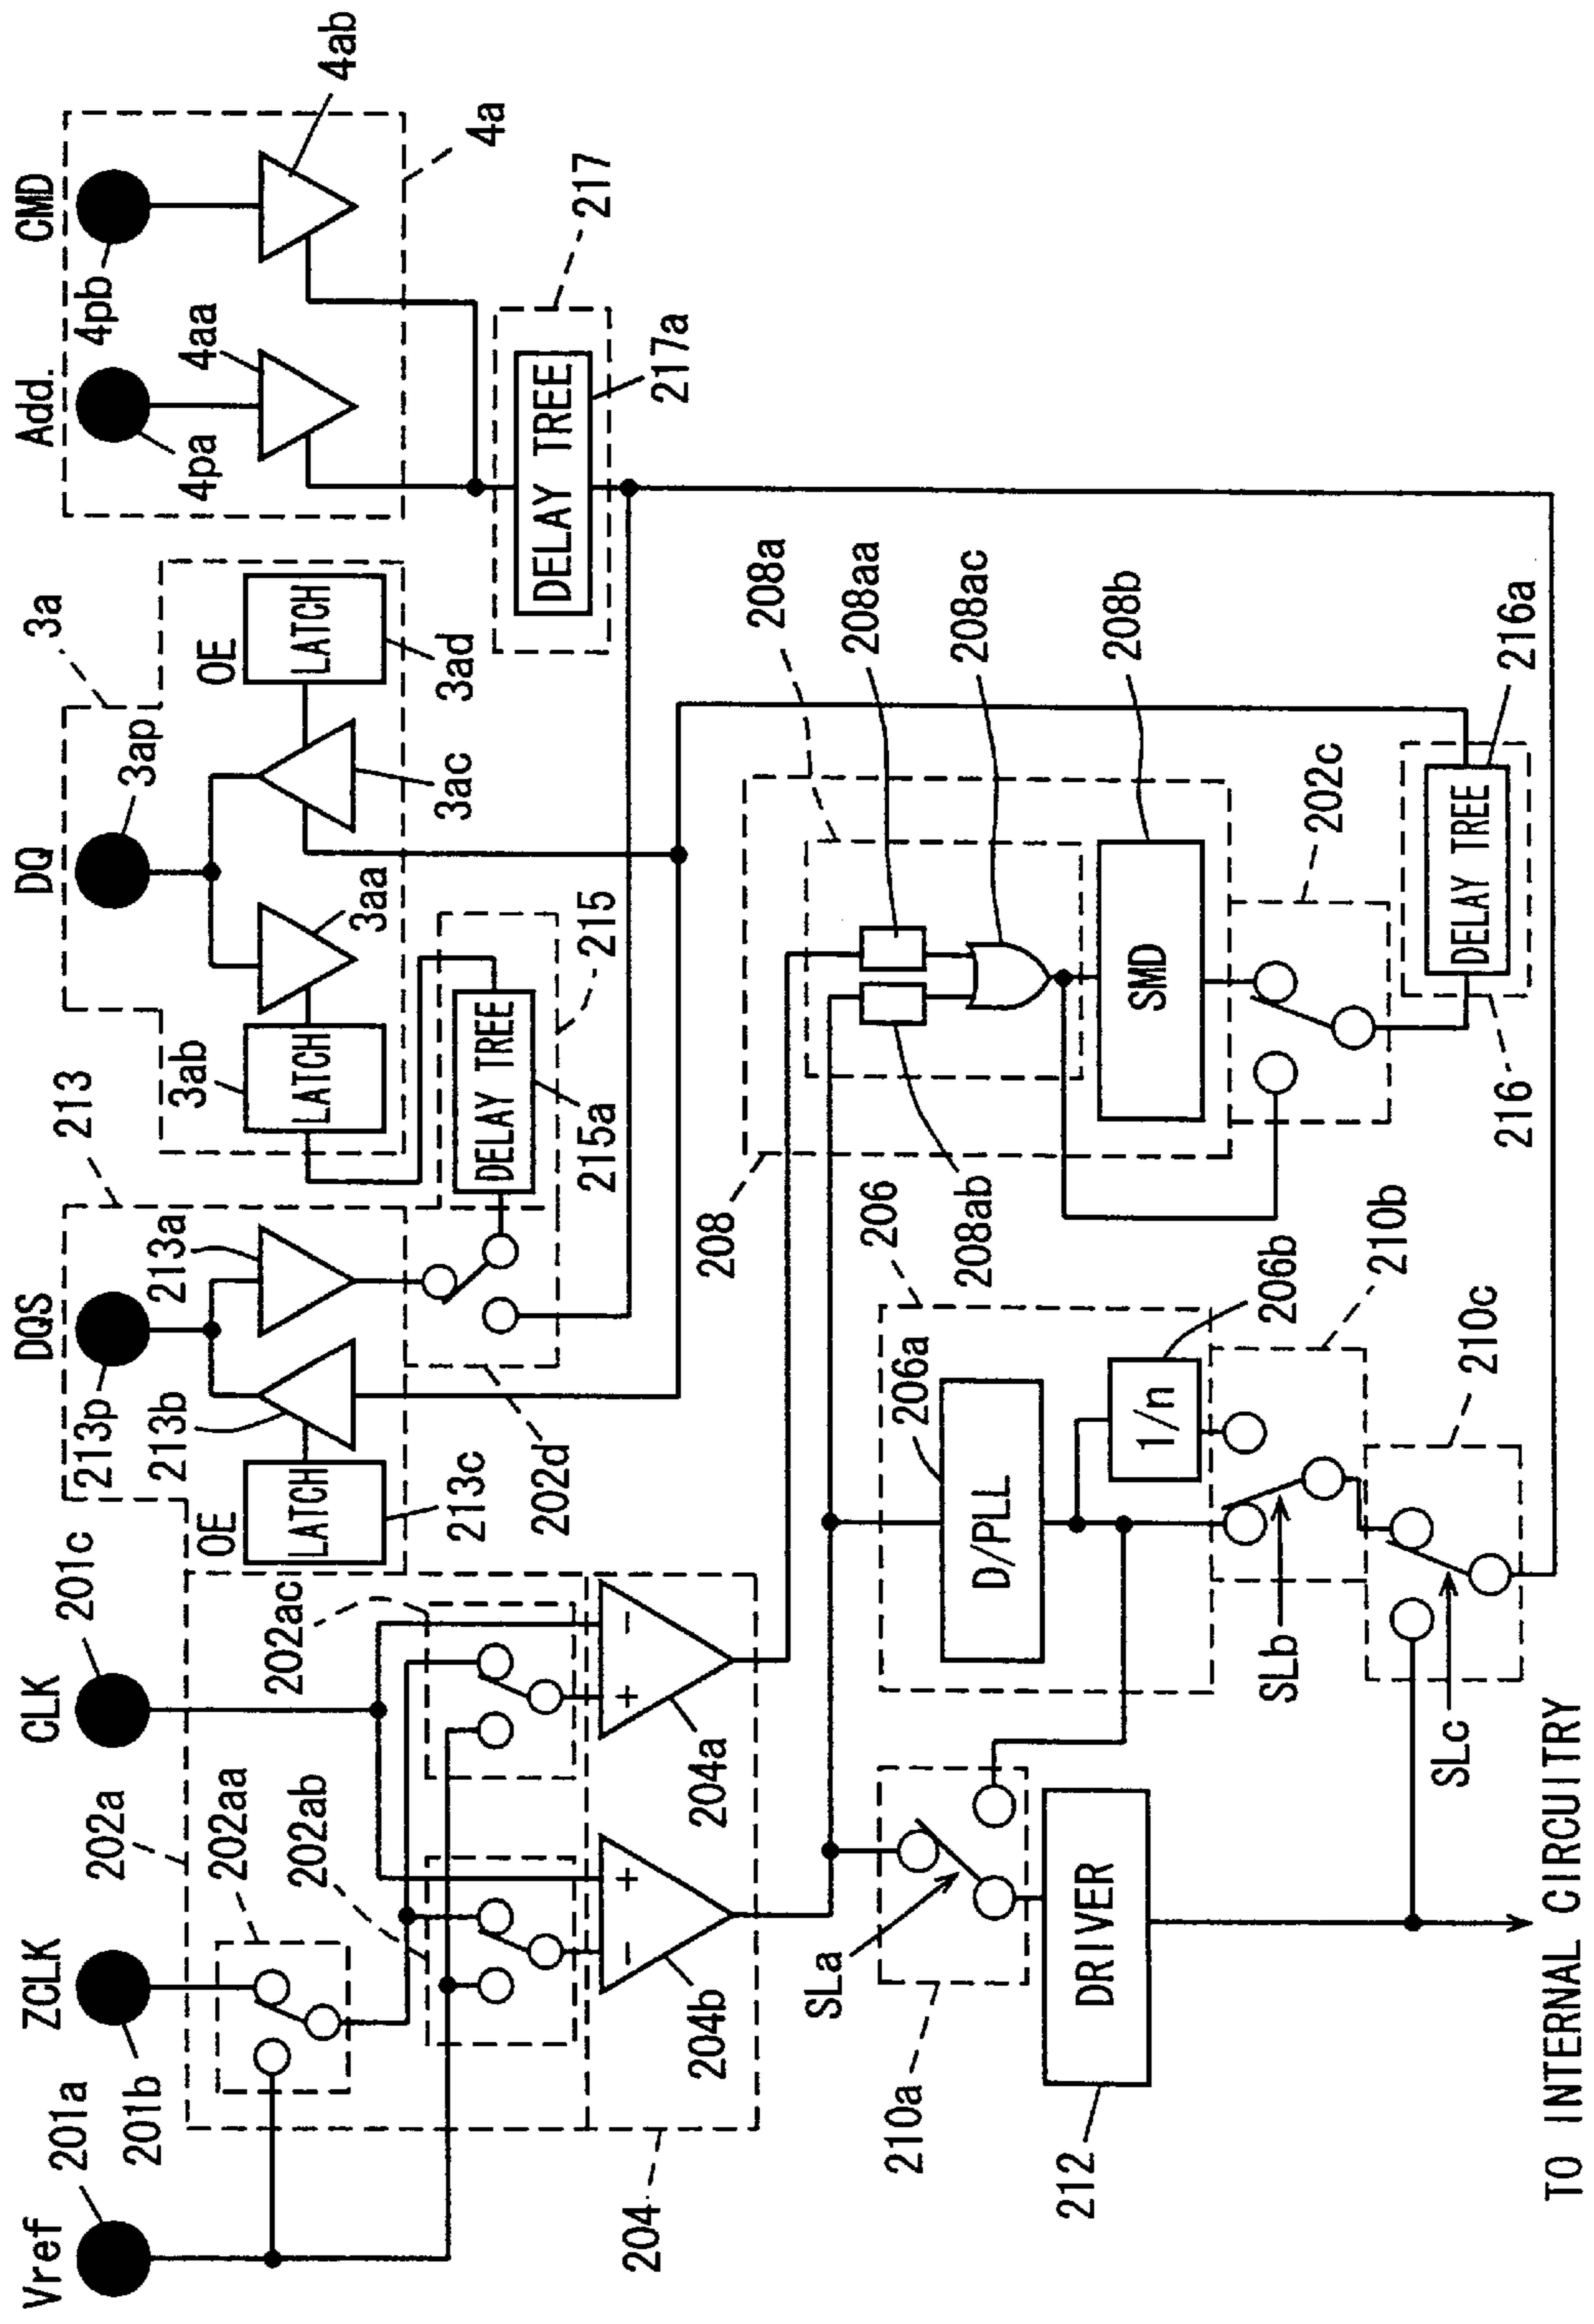 Vref
ZCLK
CLK
DQS
DQ
Add.
CMD
201a
201b
201c
213
213p
213b
213a
3a
3ap
4pa
4pb
4aa
4ab
4a
202a
202aa
202ab
202ac
OE
LATCH
213c
202d
3ab
LATCH
3aa
3ac
OE
LATCH
3ad
DELAY TREE
215a
215
DELAY TREE
217a
217
204
204b
-
+
204a
+
-
208
208a
208aa
208ab
208ac
208b
SMD
202c
216
DELAY TREE
216a
206
206a
D/PLL
206b
1/n
210b
SLb
210c
SLc
210a
SLa
DRIVER
212
TO INTERNAL CIRCUITRY